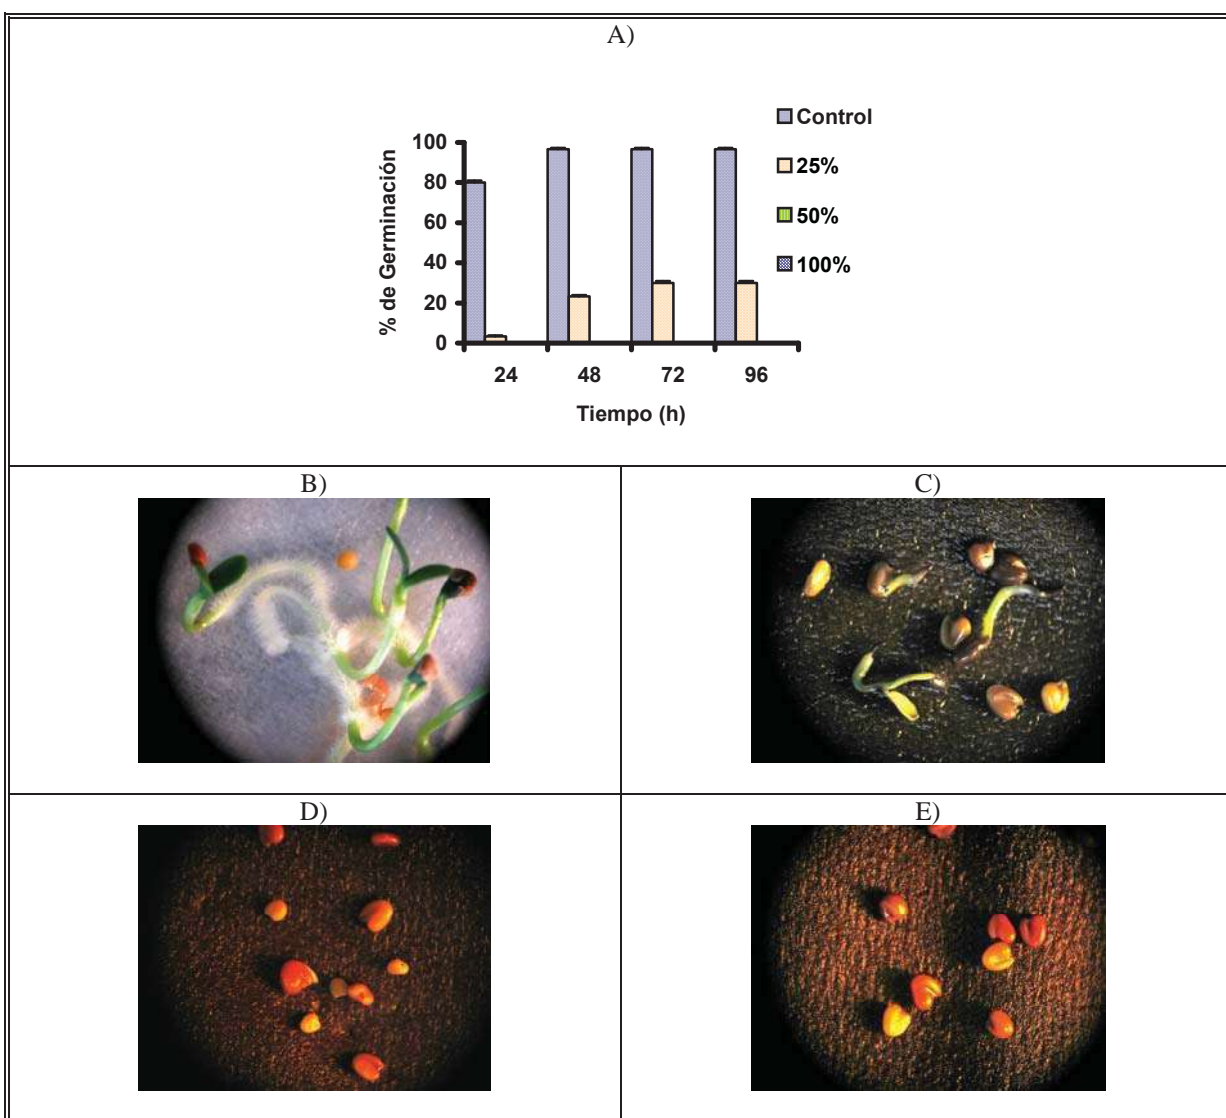 A)
Control
25%
50%
100%
% de Germinación
100
80
60
40
20
0
24 48 72 96
Tiempo (h)
B) C)
D) E)